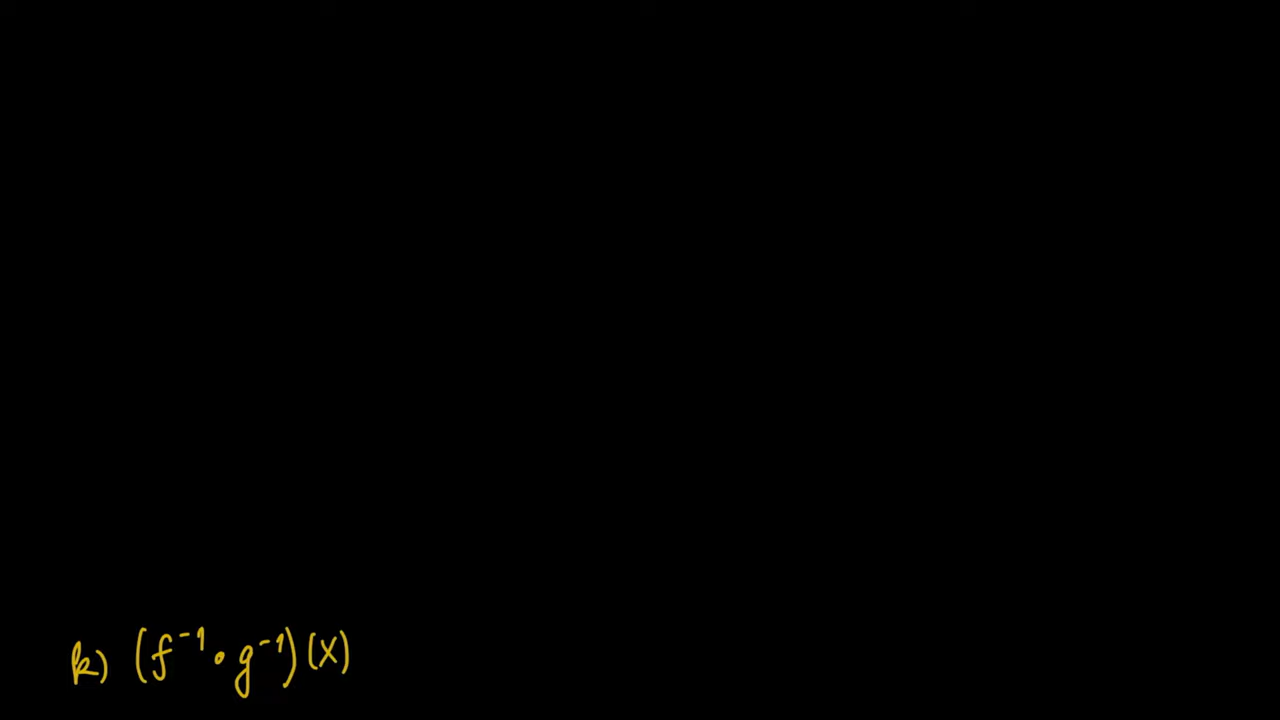 k) (f⁻¹ • g⁻¹)(x)